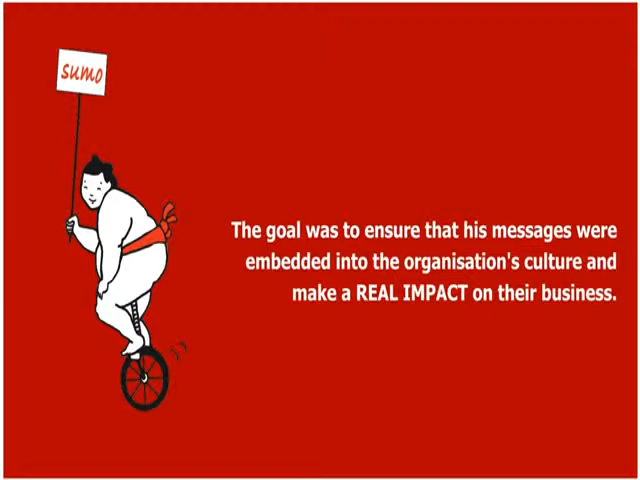 sumo
The goal was to ensure that his messages were
embedded into the organisation's culture and
make a REAL IMPACT on their business.